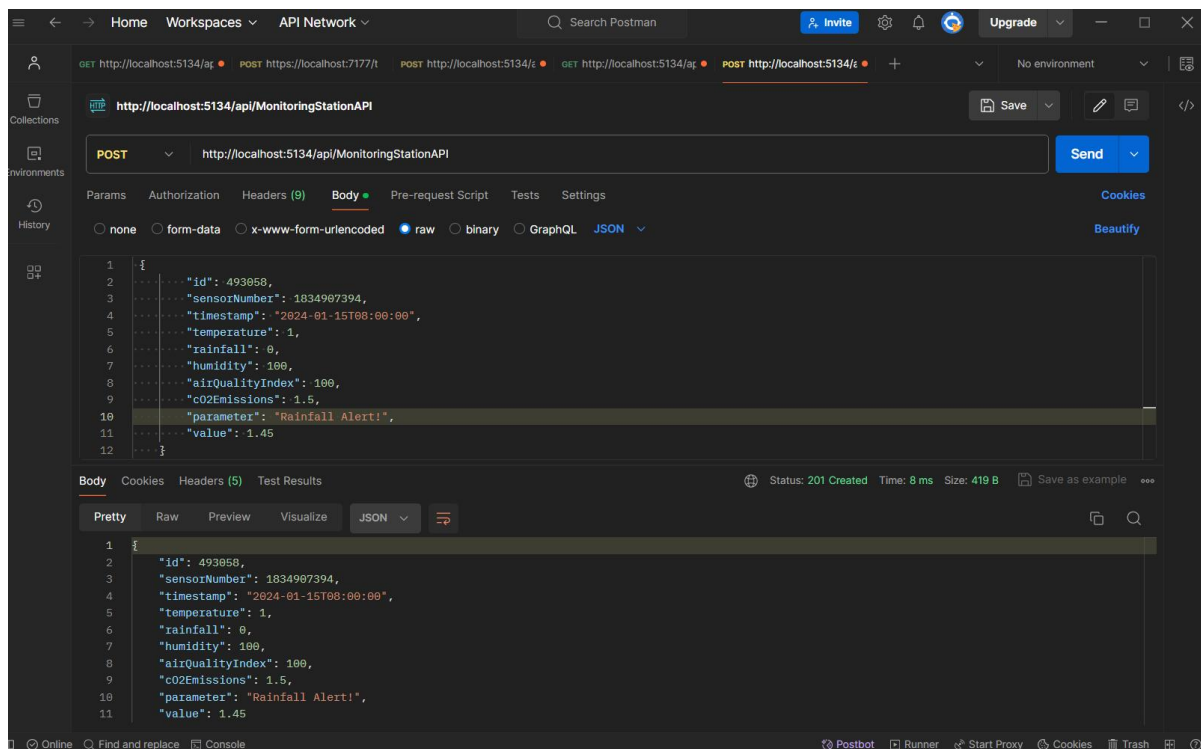 Home Workspaces API Network Search Postman Invite Upgrade
GET http://localhost:5134/ap POST https://localhost:7177/t POST http://localhost:5134/a GET http://localhost:5134/ap POST http://localhost:5134/a No environment
HTTP http://localhost:5134/api/MonitoringStationAPI Save
Collections
POST http://localhost:5134/api/MonitoringStationAPI Send
Environments
Params Authorization Headers (9) Body Pre-request Script Tests Settings Cookies
History
none form-data x-www-form-urlencoded raw binary GraphQL JSON Beautify
1 {
2 "id": 493058,
3 "sensorNumber": 1834907394,
4 "timestamp": "2024-01-15T08:00:00",
5 "temperature": 1,
6 "rainfall": 0,
7 "humidity": 100,
8 "airQualityIndex": 100,
9 "cO2Emissions": 1.5,
10 "parameter": "Rainfall Alert!",
11 "value": 1.45
12 }
Body Cookies Headers (5) Test Results Status: 201 Created Time: 8 ms Size: 419 B Save as example
Pretty Raw Preview Visualize JSON
1 {
2 "id": 493058,
3 "sensorNumber": 1834907394,
4 "timestamp": "2024-01-15T08:00:00",
5 "temperature": 1,
6 "rainfall": 0,
7 "humidity": 100,
8 "airQualityIndex": 100,
9 "cO2Emissions": 1.5,
10 "parameter": "Rainfall Alert!",
11 "value": 1.45
Online Find and replace Console Postbot Runner Start Proxy Cookies Trash